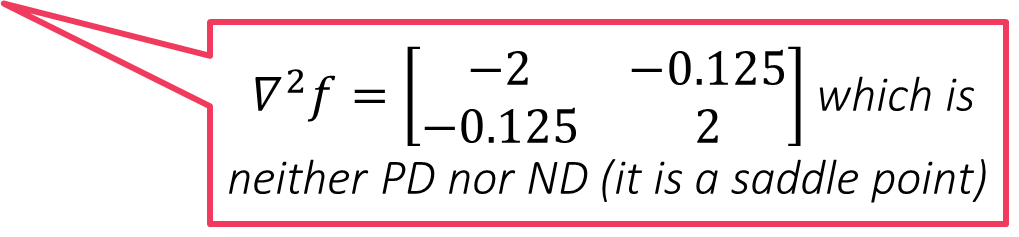 ∇²f = [−2 −0.125
−0.125 2] which is
neither PD nor ND (it is a saddle point)